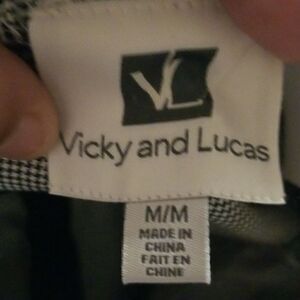 VL
Vicky and Lucas
M/M
MADE IN
CHINA
FAIT EN
CHINE